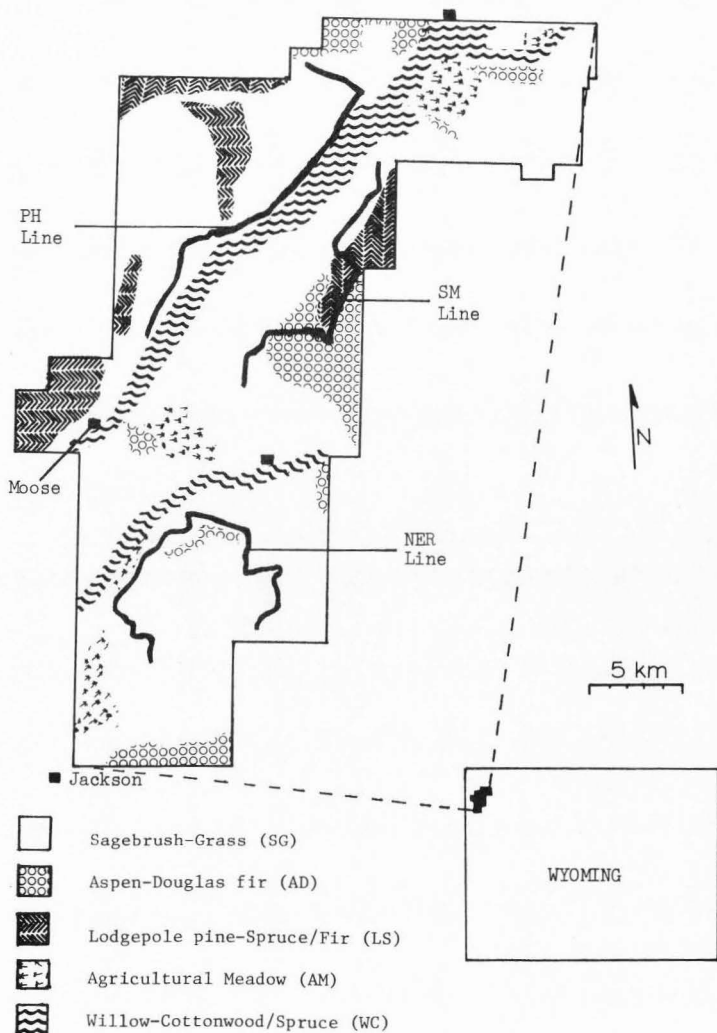 PH
Line
SM
Line
N
Moose
NER
Line
5 km
Jackson
WYOMING
Sagebrush-Grass (SG)
Aspen-Douglas fir (AD)
Lodgepole pine-Spruce/Fir (LS)
Agricultural Meadow (AM)
Willow-Cottonwood/Spruce (WC)